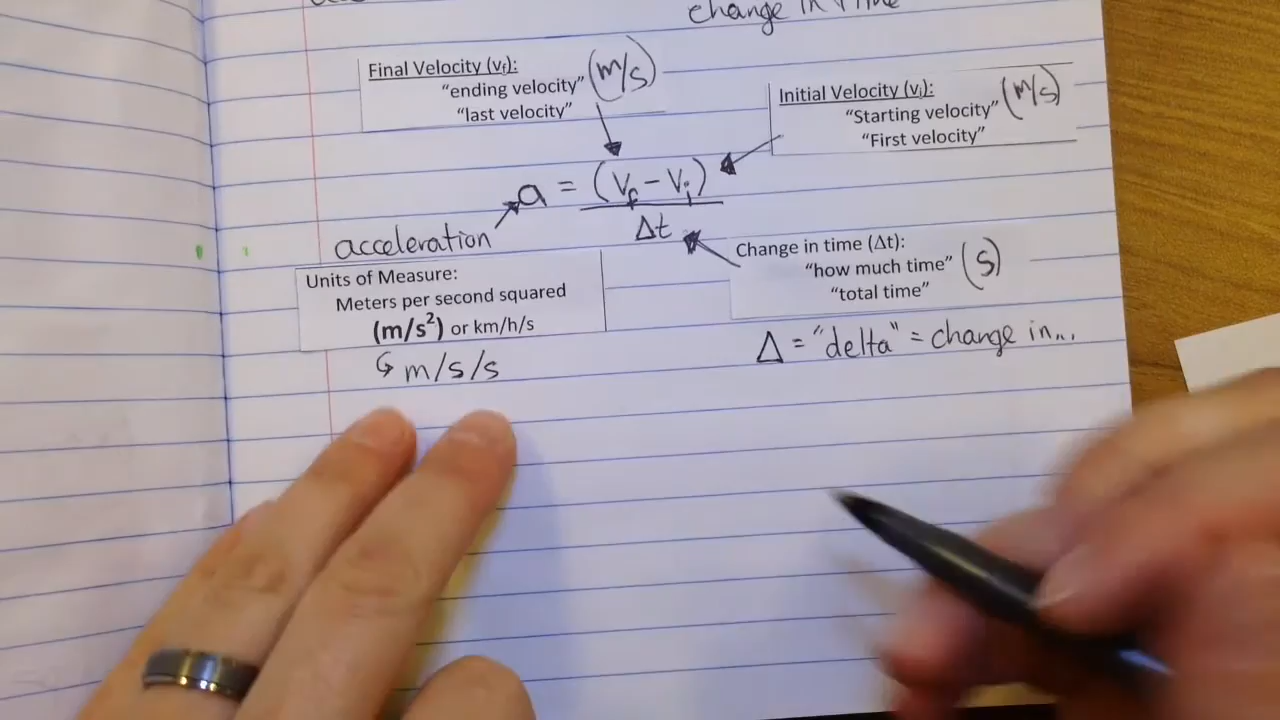 change in time
Final Velocity (vf):
"ending velocity" (m/s)
"last velocity"
Initial Velocity (vi):
"Starting velocity" (m/s)
"First velocity"
a = (Vf - Vi)
Δt
acceleration
Change in time (Δt):
"how much time" (s)
"total time"
Units of Measure:
Meters per second squared
(m/s²) or km/h/s
m/s/s
Δ = "delta" = change in...